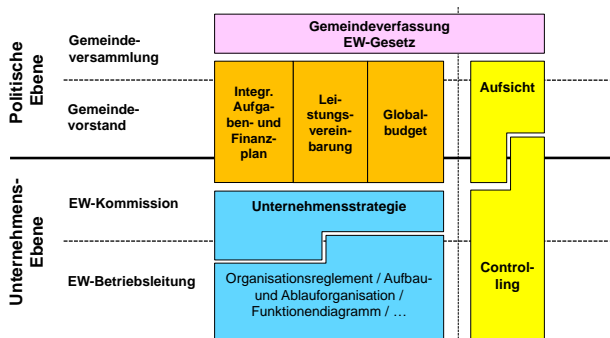 Politische
Ebene
Gemeinde-
versammlung
Gemeinde-
vorstand
Gemeindeverfassung
EW-Gesetz
Integr.
Aufga-
ben- und
Finanz-
plan
Lei-
stungs-
verein-
barung
Global-
budget
Aufsicht
Unternehmens-
Ebene
EW-Kommission
EW-Betriebsleitung
Unternehmensstrategie
Organisationsreglement / Aufbau-
und Ablauforganisation /
Funktionendiagramm / …
Control-
ling